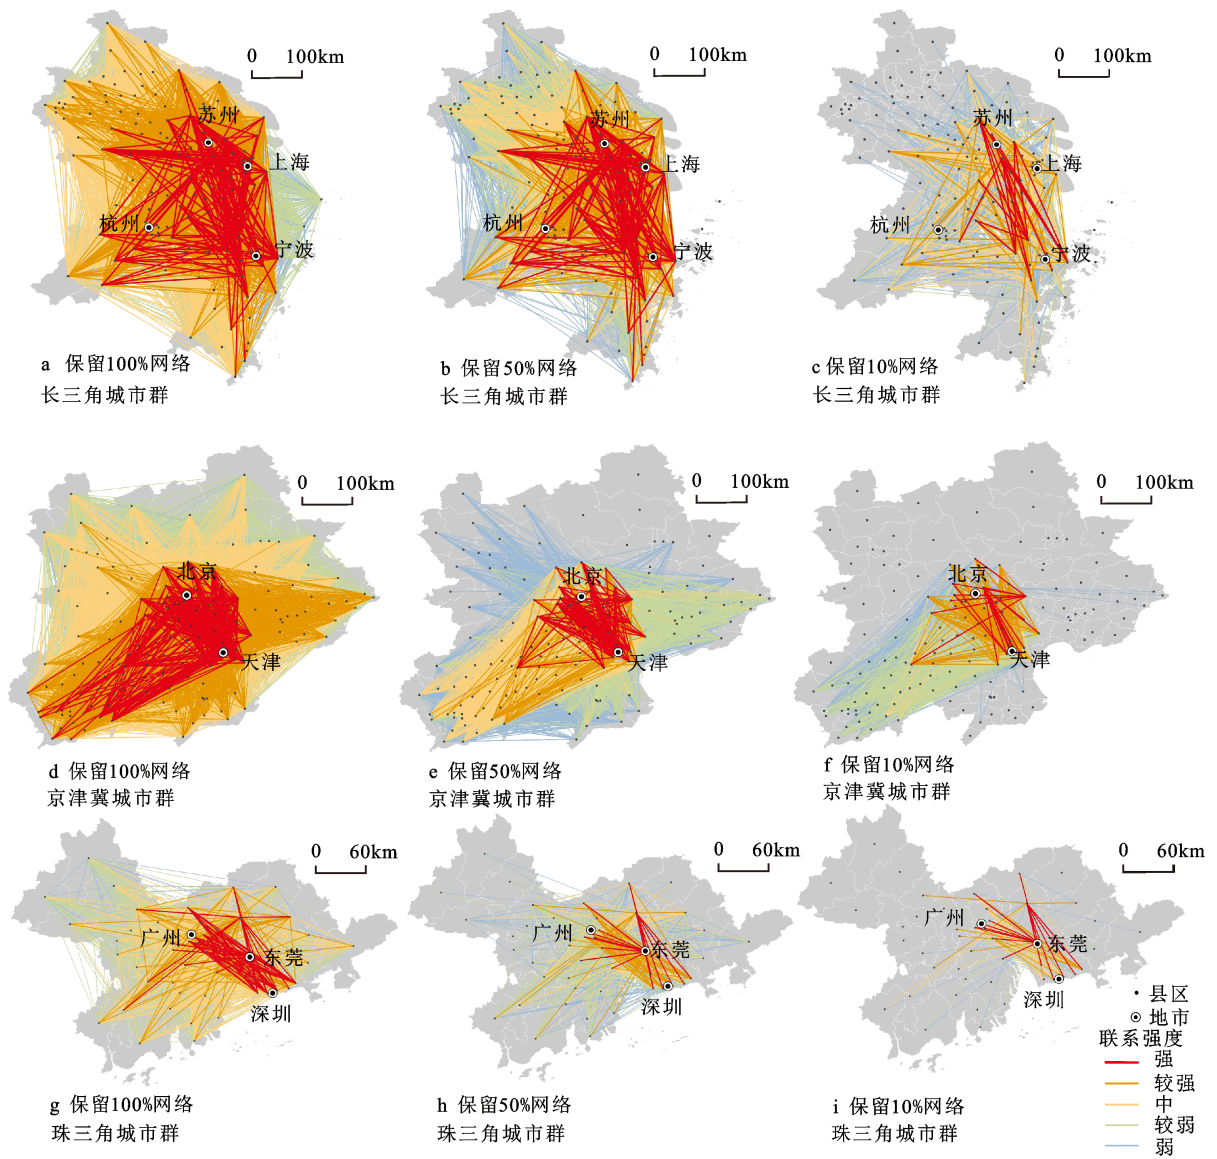 0 100km
苏州
上海
杭州
宁波
a 保留100%网络
长三角城市群
0 100km
苏州
上海
杭州
宁波
b 保留50%网络
长三角城市群
0 100km
苏州
上海
杭州
宁波
c 保留10%网络
长三角城市群
0 100km
北京
天津
d 保留100%网络
京津冀城市群
0 100km
北京
天津
e 保留50%网络
京津冀城市群
0 100km
北京
天津
f 保留10%网络
京津冀城市群
0 60km
广州
东莞
深圳
g 保留100%网络
珠三角城市群
0 60km
广州
东莞
深圳
h 保留50%网络
珠三角城市群
0 60km
广州
东莞
深圳
i 保留10%网络
珠三角城市群
县区
地市
联系强度
强
较强
中
较弱
弱